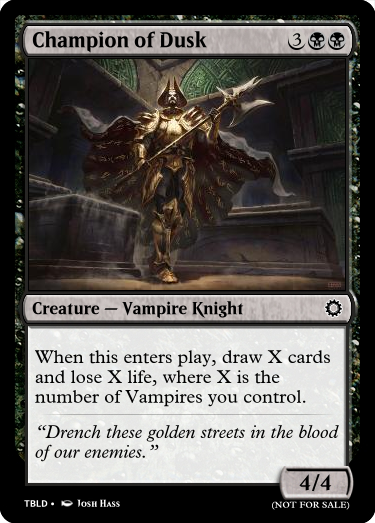 Champion of Dusk 3
Creature — Vampire Knight
When this enters play, draw X cards
and lose X life, where X is the
number of Vampires you control.
“Drench these golden streets in the blood
of our enemies.”
4/4
TBLD • Josh Hass
(NOT FOR SALE)